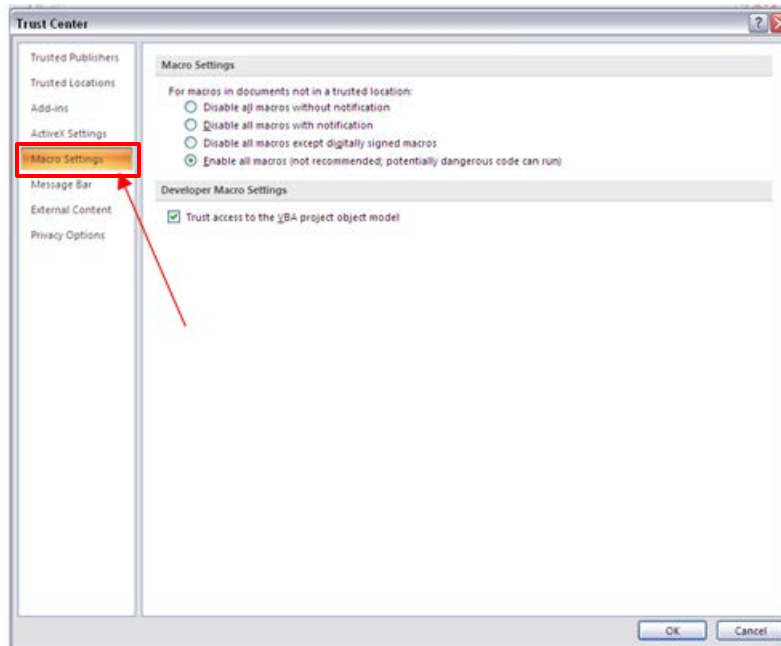 Trust Center
Trusted Publishers
Trusted Locations
Add-ins
ActiveX Settings
Macro Settings
Message Bar
External Content
Privacy Options
Macro Settings
For macros in documents not in a trusted location:
Disable all macros without notification
Disable all macros with notification
Disable all macros except digitally signed macros
Enable all macros (not recommended; potentially dangerous code can run)
Developer Macro Settings
Trust access to the VBA project object model
OK Cancel